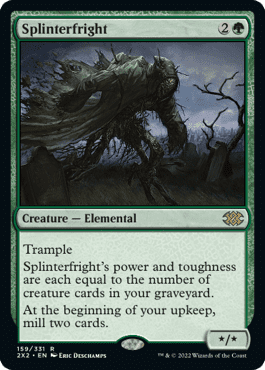 Splinterfright 2
Creature — Elemental
Trample
Splinterfright's power and toughness
are each equal to the number of
creature cards in your graveyard.
At the beginning of your upkeep,
mill two cards.
*/*
159/331 R
2X2 • EN Eric Deschamps
™ & © 2022 Wizards of the Coast